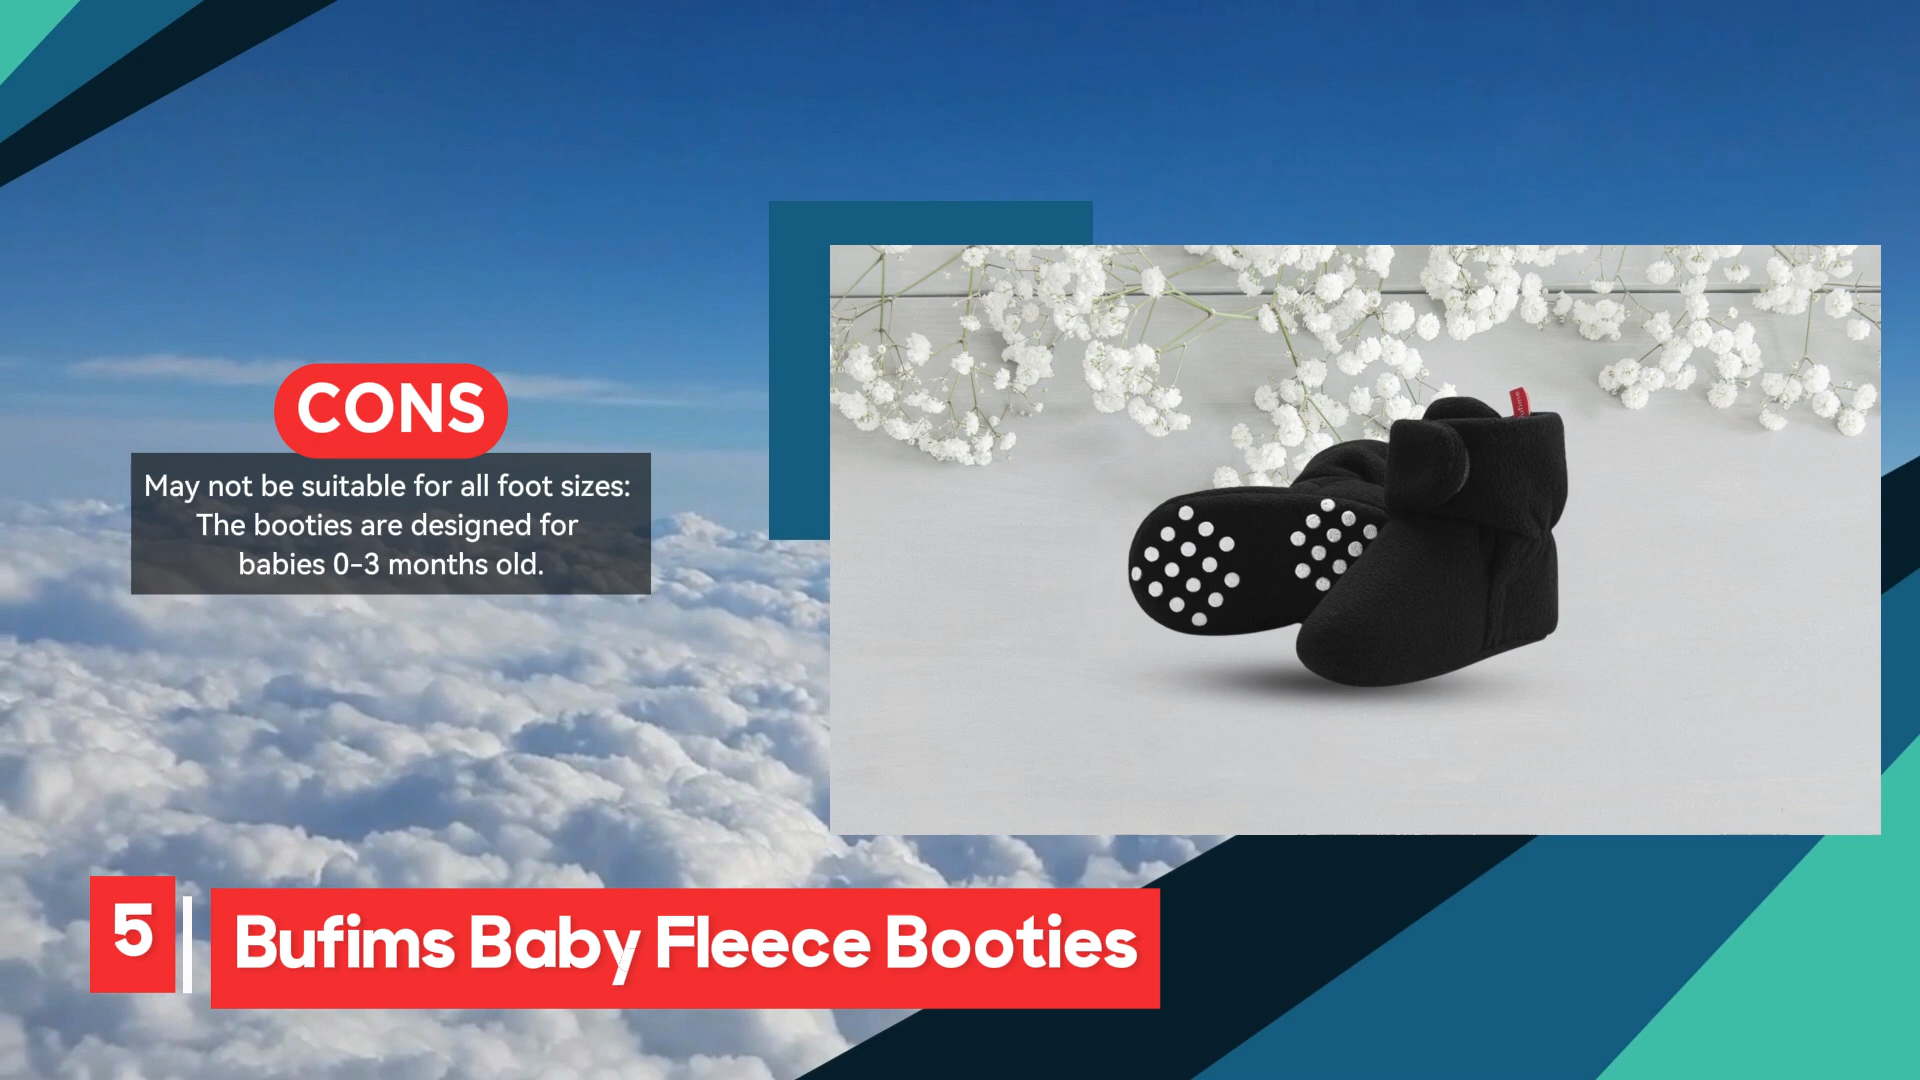 CONS
May not be suitable for all foot sizes:
The booties are designed for
babies 0-3 months old.
5
Bufims Baby Fleece Booties